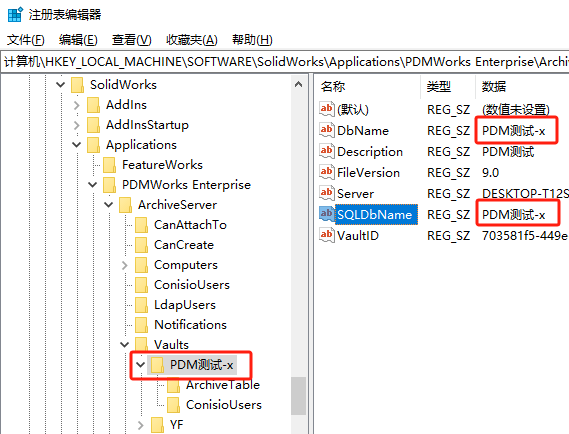 注册表编辑器
文件(F) 编辑(E) 查看(V) 收藏夹(A) 帮助(H)
计算机\HKEY_LOCAL_MACHINE\SOFTWARE\SolidWorks\Applications\PDMWorks Enterprise\Archi
SolidWorks
AddIns
AddInsStartup
Applications
FeatureWorks
PDMWorks Enterprise
ArchiveServer
CanAttachTo
CanCreate
Computers
ConisioUsers
LdapUsers
Notifications
Vaults
PDM测试-x
ArchiveTable
ConisioUsers
YF
名称 类型 数据
(默认) REG_SZ (数值未设置)
DbName REG_SZ PDM测试-x
Description REG_SZ PDM测试
FileVersion REG_SZ 9.0
Server REG_SZ DESKTOP-T12S
SQLDbName REG_SZ PDM测试-x
VaultID REG_SZ 703581f5-449e